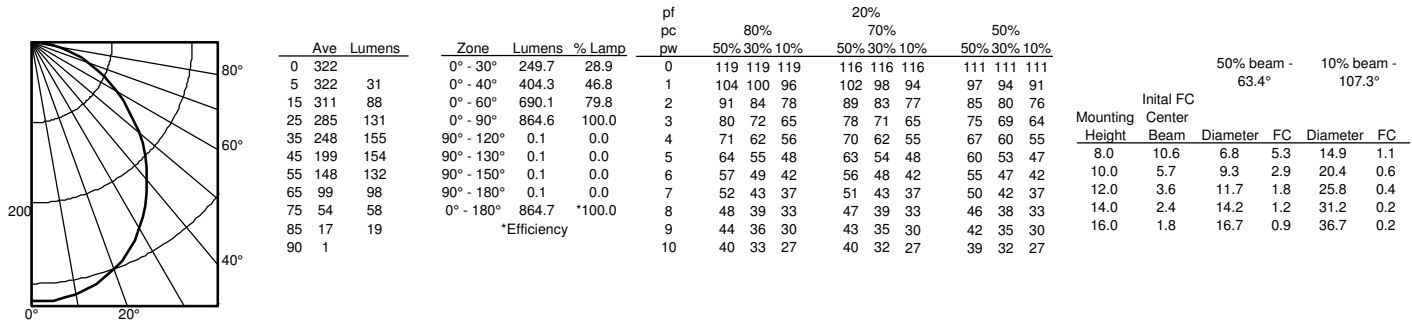 80°
60°
200
40°
0° 20°
Ave Lumens
0 322
5 322 31
15 311 88
25 285 131
35 248 155
45 199 154
55 148 132
65 99 98
75 54 58
85 17 19
90 1
Zone Lumens % Lamp
0° - 30° 249.7 28.9
0° - 40° 404.3 46.8
0° - 60° 690.1 79.8
0° - 90° 864.6 100.0
90° - 120° 0.1 0.0
90° - 130° 0.1 0.0
90° - 150° 0.1 0.0
90° - 180° 0.1 0.0
0° - 180° 864.7 *100.0
*Efficiency
pf 20%
pc 80% 70% 50%
pw 50% 30% 10% 50% 30% 10% 50% 30% 10%
0 119 119 119 116 116 116 111 111 111
1 104 100 96 102 98 94 97 94 91
2 91 84 78 89 83 77 85 80 76
3 80 72 65 78 71 65 75 69 64
4 71 62 56 70 62 55 67 60 55
5 64 55 48 63 54 48 60 53 47
6 57 49 42 56 48 42 55 47 42
7 52 43 37 51 43 37 50 42 37
8 48 39 33 47 39 33 46 38 33
9 44 36 30 43 35 30 42 35 30
10 40 33 27 40 32 27 39 32 27
50% beam - 10% beam -
63.4° 107.3°
Inital FC
Mounting Center
Height Beam Diameter FC Diameter FC
8.0 10.6 6.8 5.3 14.9 1.1
10.0 5.7 9.3 2.9 20.4 0.6
12.0 3.6 11.7 1.8 25.8 0.4
14.0 2.4 14.2 1.2 31.2 0.2
16.0 1.8 16.7 0.9 36.7 0.2